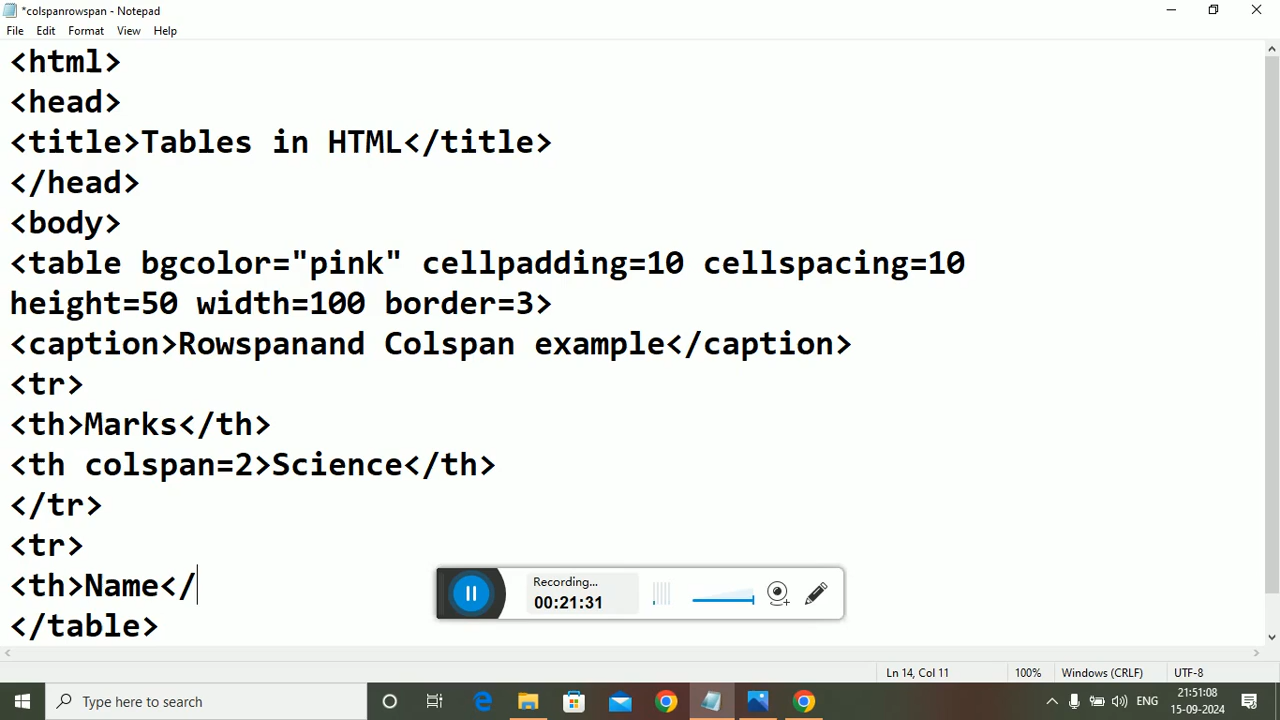 *colspanrowspan - Notepad
File Edit Format View Help
<html>
<head>
<title>Tables in HTML</title>
</head>
<body>
<table bgcolor="pink" cellpadding=10 cellspacing=10
height=50 width=100 border=3>
<caption>Rowspanand Colspan example</caption>
<tr>
<th>Marks</th>
<th colspan=2>Science</th>
</tr>
<tr>
<th>Name</
</table>
Recording...
00:21:31
Ln 14, Col 11 100% Windows (CRLF) UTF-8
Type here to search
ENG
21:51:08
15-09-2024